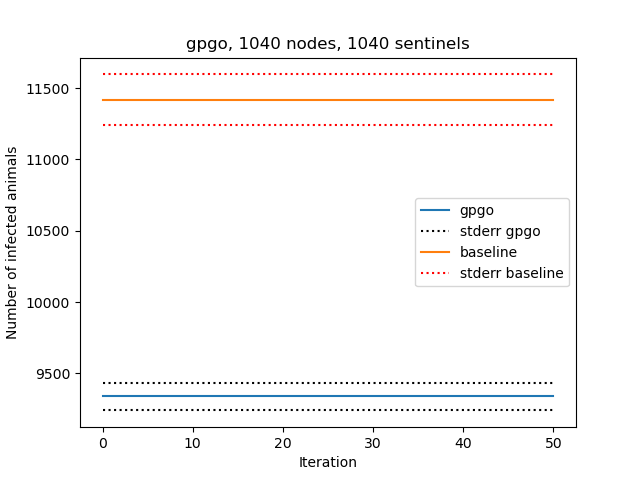 gpgo, 1040 nodes, 1040 sentinels
Number of infected animals
11500
11000
10500
10000
9500
gpgo
stderr gpgo
baseline
stderr baseline
0 10 20 30 40 50
Iteration